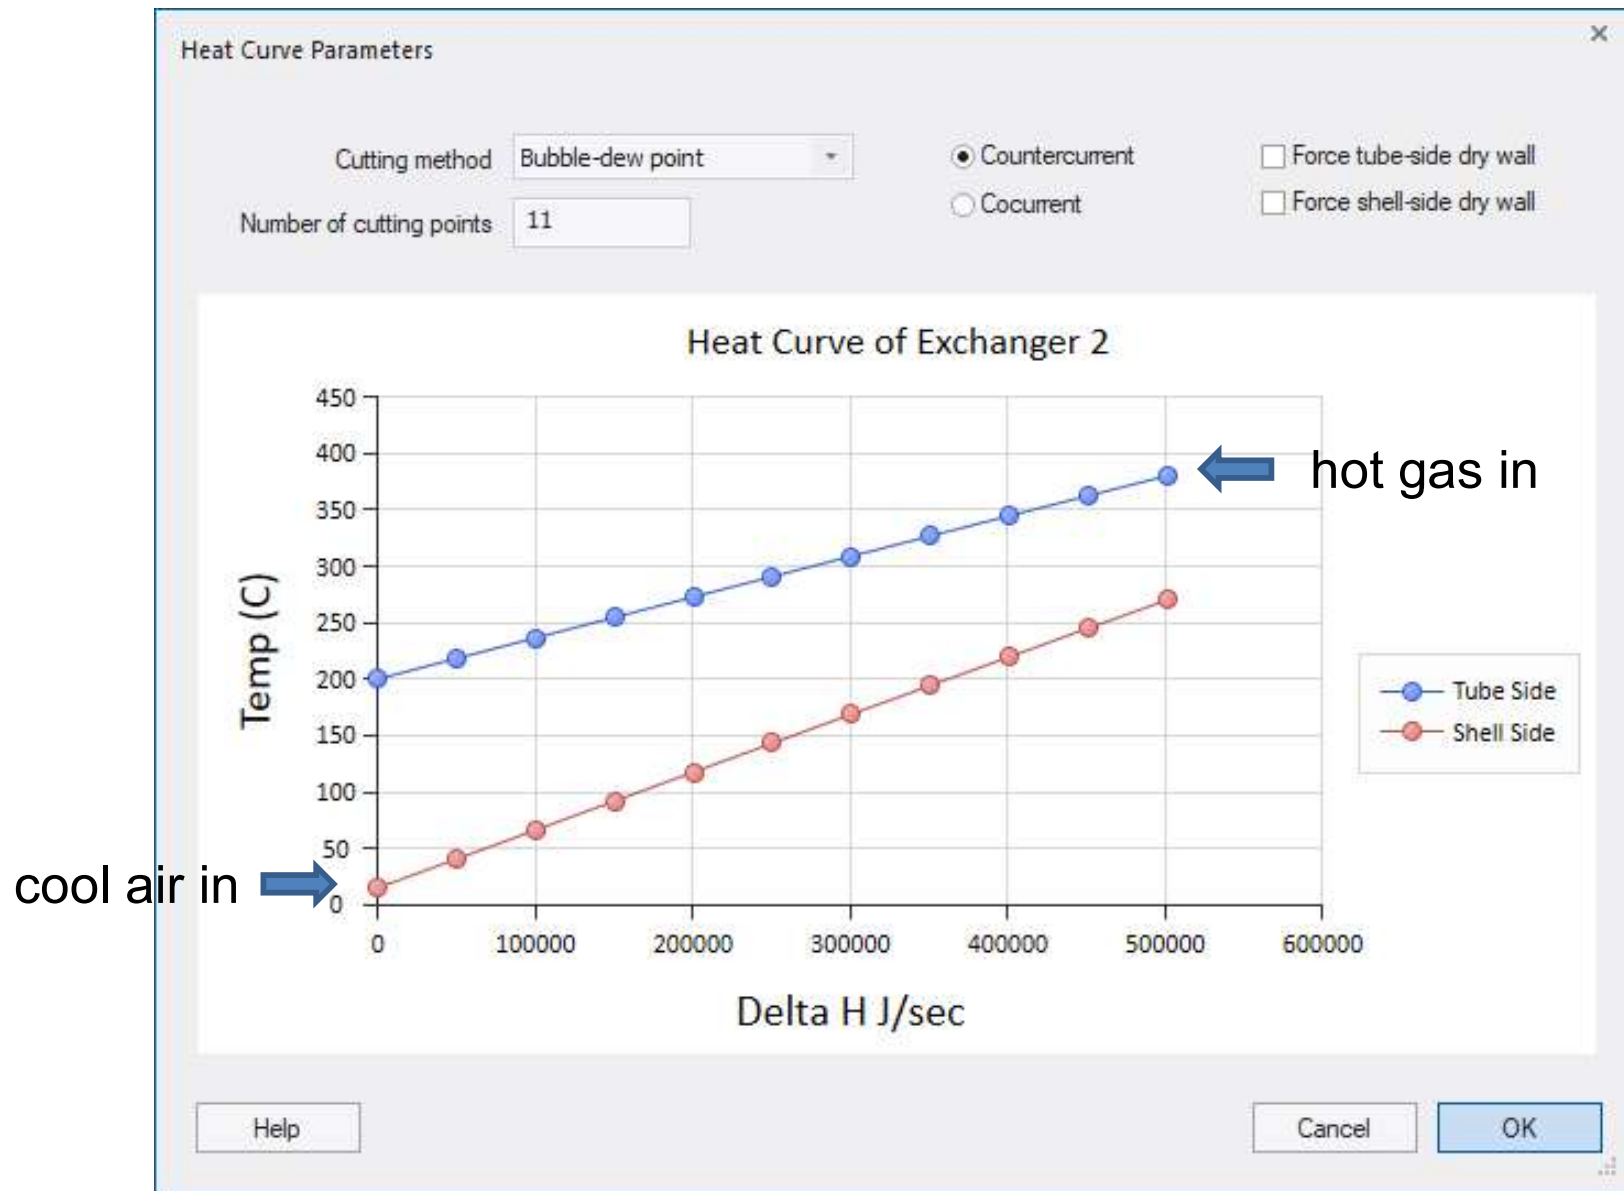 Heat Curve Parameters
Cutting method Bubble-dew point
Number of cutting points 11
Countercurrent
Cocurrent
Force tube-side dry wall
Force shell-side dry wall
Heat Curve of Exchanger 2
450
400
350
300
250
200
150
100
50
0
Temp (C)
hot gas in
cool air in
Tube Side
Shell Side
0 100000 200000 300000 400000 500000 600000
Delta H J/sec
Help
Cancel
OK